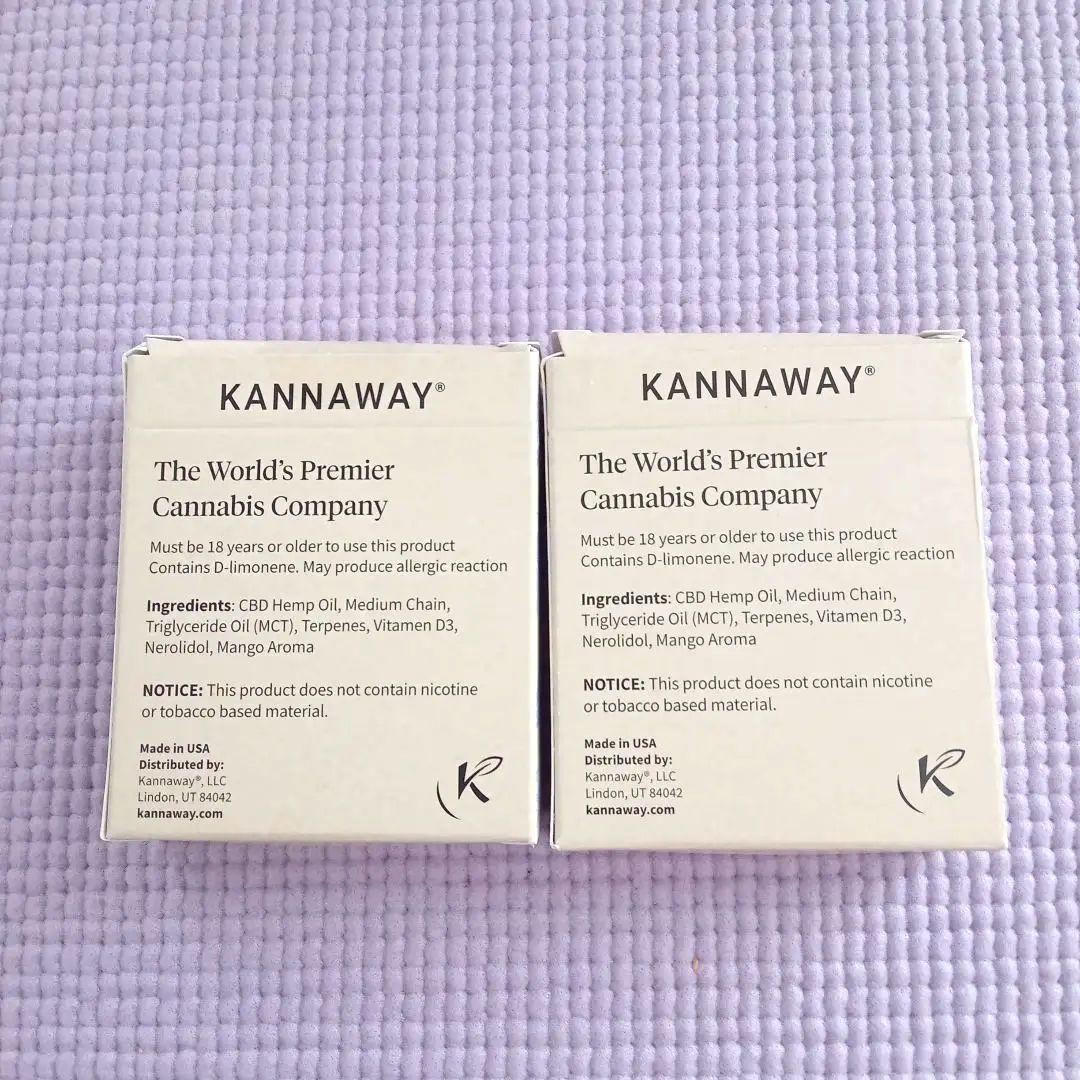 KANNAWAY®
The World's Premier
Cannabis Company
Must be 18 years or older to use this product
Contains D-limonene. May produce allergic reaction
Ingredients: CBD Hemp Oil, Medium Chain,
Triglyceride Oil (MCT), Terpenes, Vitamin D3,
Nerolidol, Mango Aroma
NOTICE: This product does not contain nicotine
or tobacco based material.
Made in USA
Distributed by:
Kannaway®, LLC
Lindon, UT 84042
kannaway.com
K
KANNAWAY®
The World's Premier
Cannabis Company
Must be 18 years or older to use this product
Contains D-limonene. May produce allergic reaction
Ingredients: CBD Hemp Oil, Medium Chain,
Triglyceride Oil (MCT), Terpenes, Vitamin D3,
Nerolidol, Mango Aroma
NOTICE: This product does not contain nicotine
or tobacco based material.
Made in USA
Distributed by:
Kannaway®, LLC
Lindon, UT 84042
kannaway.com
K